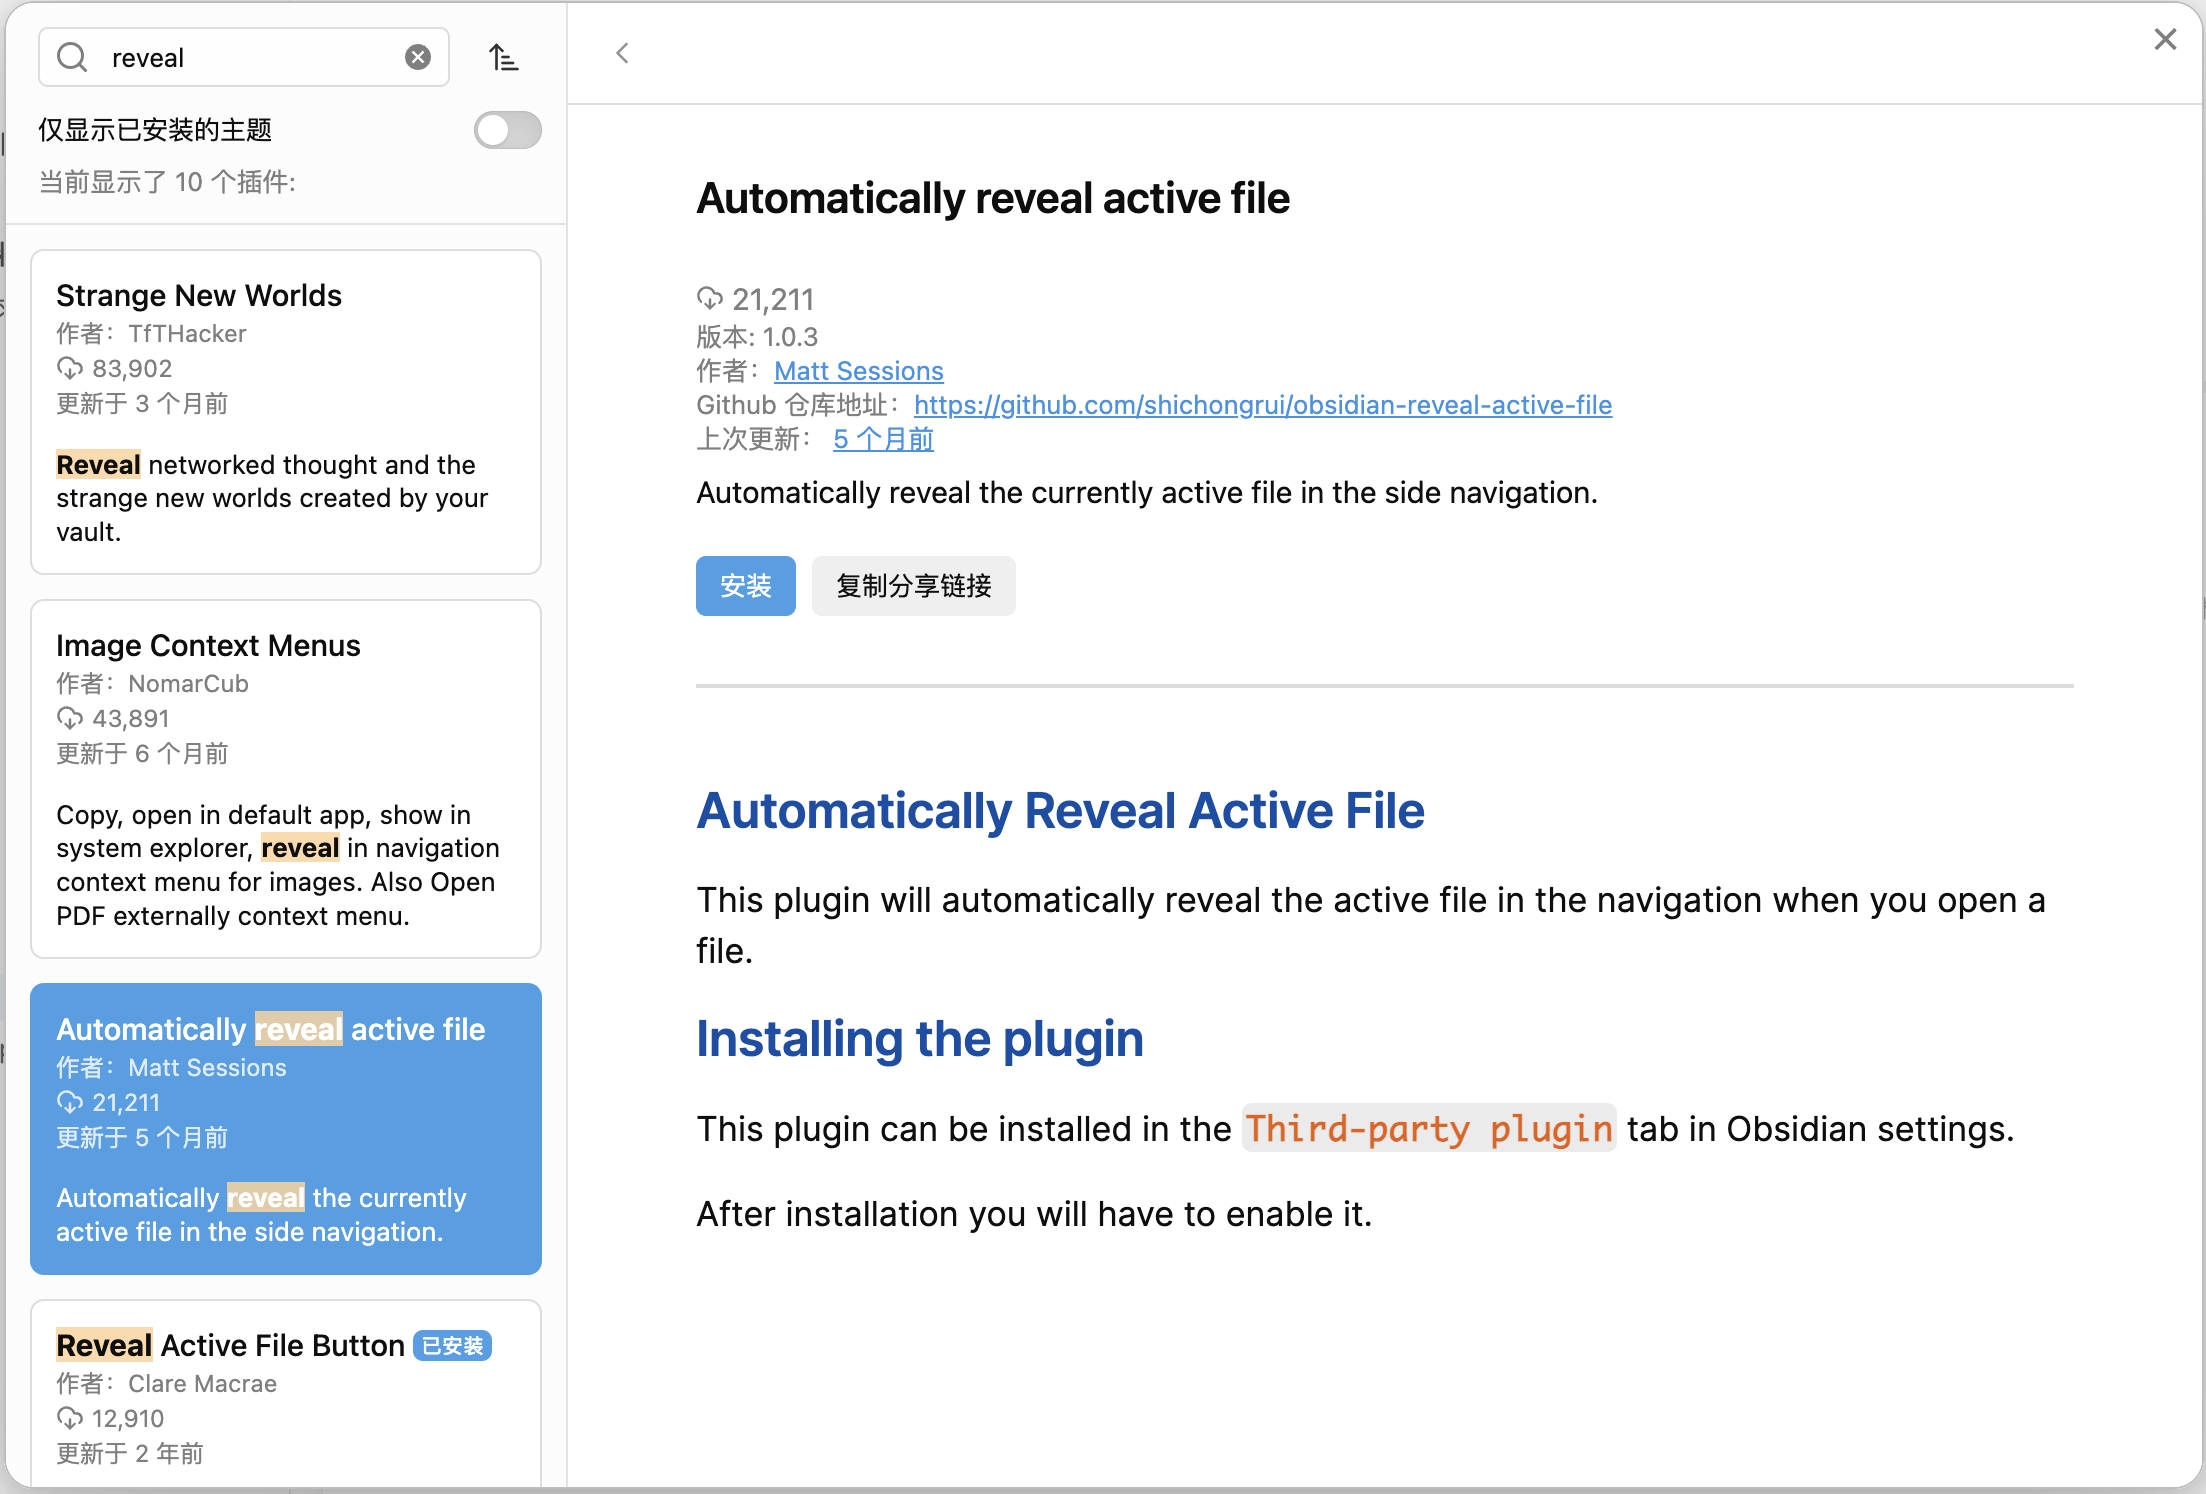 reveal
仅显示已安装的主题
当前显示了 10 个插件:
Strange New Worlds
作者：TfTHacker
83,902
更新于 3 个月前
Reveal networked thought and the
strange new worlds created by your
vault.
Image Context Menus
作者：NomarCub
43,891
更新于 6 个月前
Copy, open in default app, show in
system explorer, reveal in navigation
context menu for images. Also Open
PDF externally context menu.
Automatically reveal active file
作者：Matt Sessions
21,211
更新于 5 个月前
Automatically reveal the currently
active file in the side navigation.
Reveal Active File Button 已安装
作者：Clare Macrae
12,910
更新于 2 年前
Automatically reveal active file
21,211
版本: 1.0.3
作者：Matt Sessions
Github 仓库地址：https://github.com/shichongrui/obsidian-reveal-active-file
上次更新：5 个月前
Automatically reveal the currently active file in the side navigation.
安装 复制分享链接
Automatically Reveal Active File
This plugin will automatically reveal the active file in the navigation when you open a
file.
Installing the plugin
This plugin can be installed in the Third-party plugin tab in Obsidian settings.
After installation you will have to enable it.